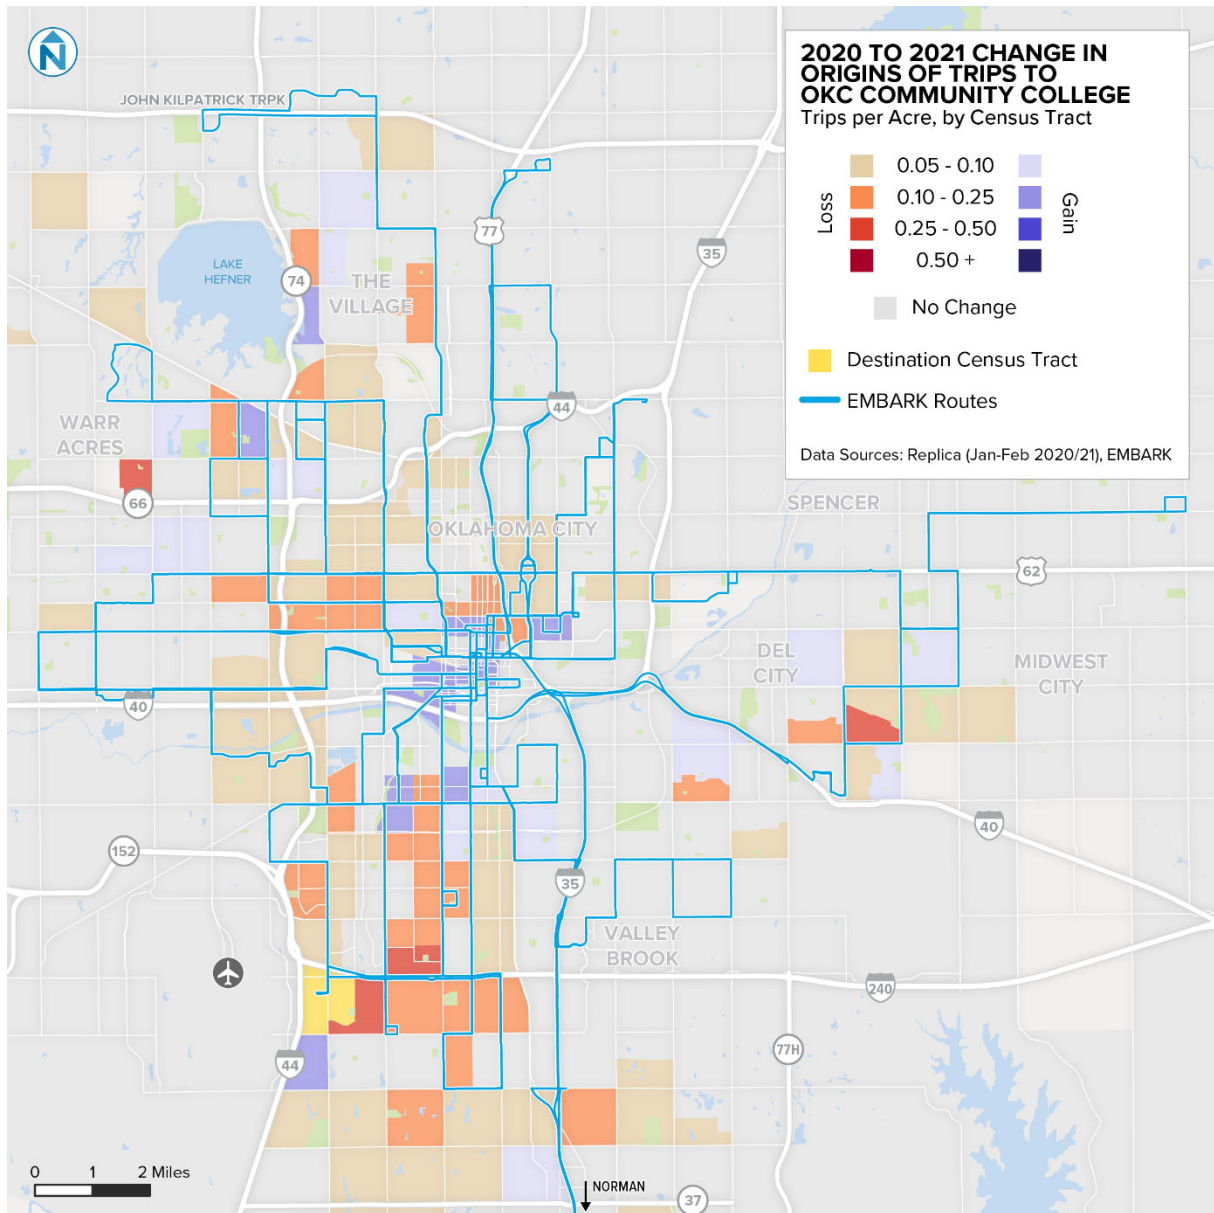 N
2020 TO 2021 CHANGE IN
ORIGINS OF TRIPS TO
OKC COMMUNITY COLLEGE
Trips per Acre, by Census Tract
Loss
0.05 - 0.10
0.10 - 0.25
0.25 - 0.50
0.50 +
Gain
No Change
Destination Census Tract
EMBARK Routes
Data Sources: Replica (Jan-Feb 2020/21), EMBARK
JOHN KILPATRICK TRPK
77
35
LAKE
HEFNER
74
THE
VILLAGE
44
WARR
ACRES
66
OKLAHOMA CITY
SPENCER
62
DEL
CITY
MIDWEST
CITY
40
40
152
35
VALLEY
BROOK
240
77H
44
0 1 2 Miles
NORMAN
37